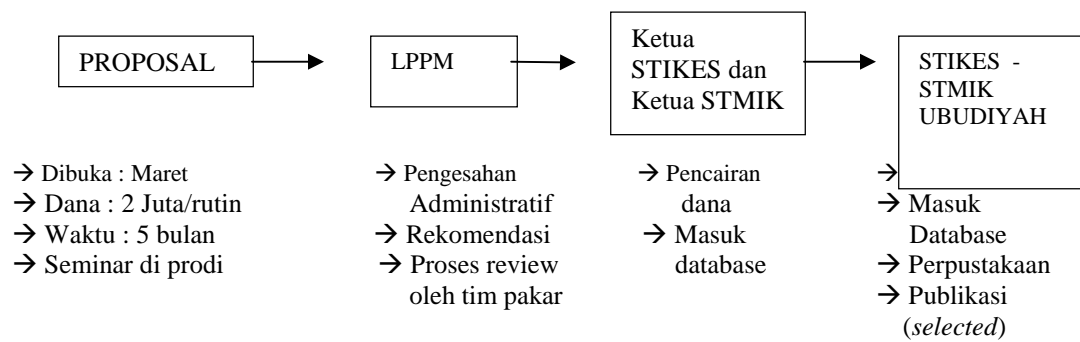 PROPOSAL
→ Dibuka : Maret
→ Dana : 2 Juta/rutin
→ Waktu : 5 bulan
→ Seminar di prodi
LPPM
→ Pengesahan
Administratif
→ Rekomendasi
→ Proses review
oleh tim pakar
Ketua
STIKES dan
Ketua STMIK
→ Pencairan
dana
→ Masuk
database
STIKES -
STMIK
UBUDIYAH
→
→ Masuk
Database
→ Perpustakaan
→ Publikasi
(selected)